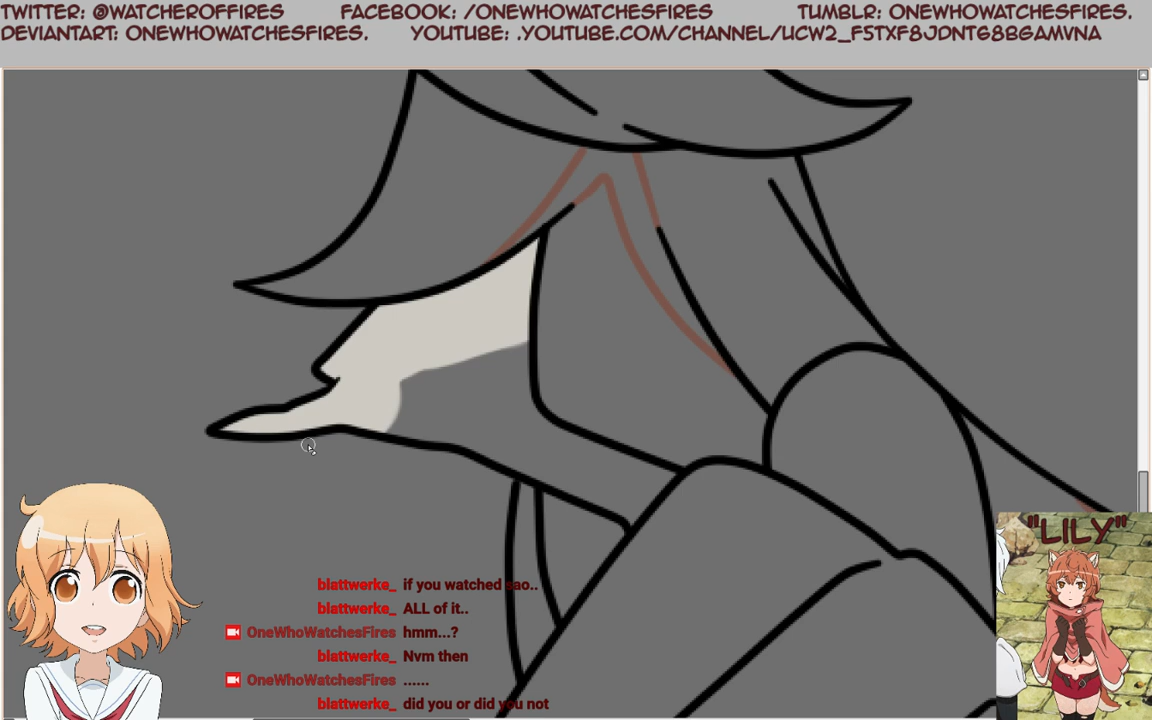 TWITTER: @WATCHEROFFIRES FACEBOOK: /ONEWHOWATCHESFIRES TUMBLR: ONEWHOWATCHESFIRES.
DEVIANTART: ONEWHOWATCHESFIRES. YOUTUBE: .YOUTUBE.COM/CHANNEL/UCW2_F5TXF8JDNTG8BGAMVNA
"LILY"
blattwerke_ if you watched sao..
blattwerke_ ALL of it..
OneWhoWatchesFires hmm...?
blattwerke_ Nvm then
OneWhoWatchesFires ......
blattwerke_ did you or did you not